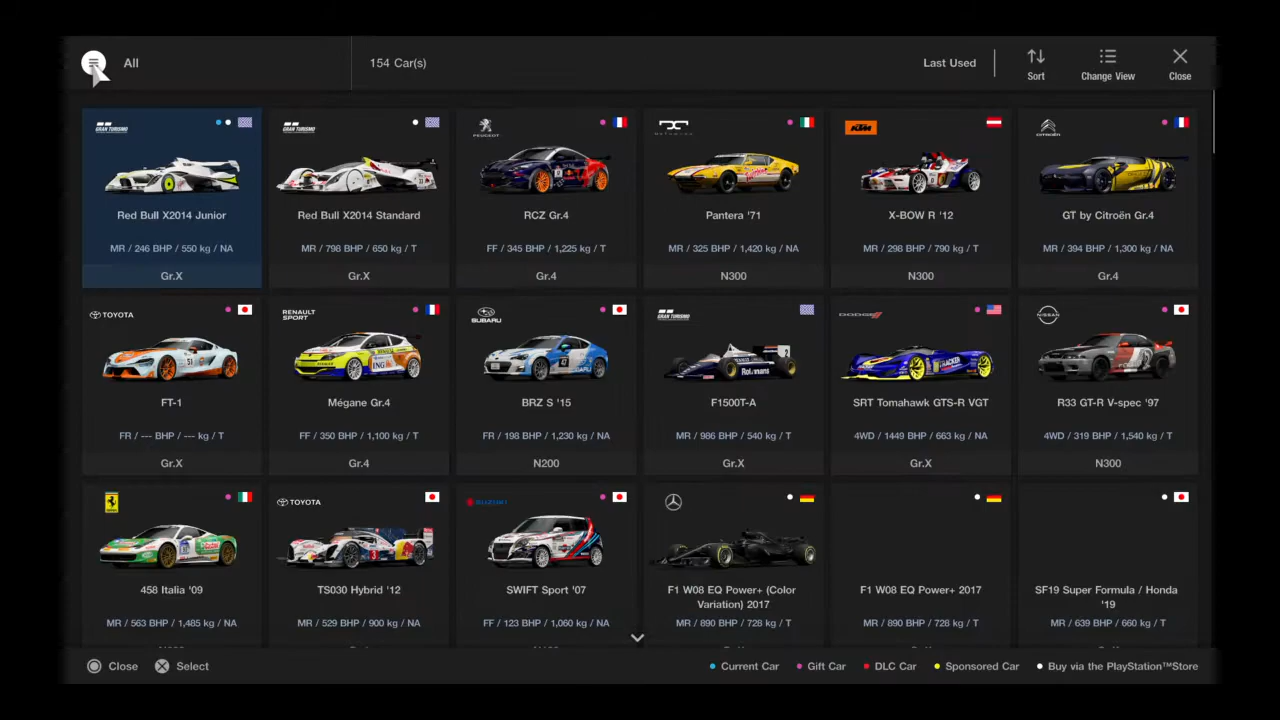 All
154 Car(s)
Last Used
Sort
Change View
Close
GRAN TURISMO
Red Bull X2014 Junior
MR / 246 BHP / 550 kg / NA
Gr.X
GRAN TURISMO
Red Bull X2014 Standard
MR / 798 BHP / 650 kg / T
Gr.X
PEUGEOT
RCZ Gr.4
FF / 345 BHP / 1,225 kg / T
Gr.4
Pantera '71
MR / 325 BHP / 1,420 kg / NA
N300
KTM
X-BOW R '12
MR / 298 BHP / 790 kg / T
N300
CITROËN
GT by Citroën Gr.4
MR / 394 BHP / 1,300 kg / NA
Gr.4
TOYOTA
FT-1
FR / --- BHP / --- kg / T
Gr.X
RENAULT
SPORT
Mégane Gr.4
FF / 350 BHP / 1,100 kg / T
Gr.4
SUBARU
BRZ S '15
FR / 198 BHP / 1,230 kg / NA
N200
GRAN TURISMO
Rothmans
F1500T-A
MR / 986 BHP / 540 kg / T
Gr.X
DODGE
SRT Tomahawk GTS-R VGT
4WD / 1449 BHP / 663 kg / NA
Gr.X
NISSAN
R33 GT-R V-spec '97
4WD / 319 BHP / 1,540 kg / T
N300
458 Italia '09
MR / 563 BHP / 1,485 kg / NA
TOYOTA
TS030 Hybrid '12
MR / 529 BHP / 900 kg / NA
SUZUKI
SWIFT Sport '07
FF / 123 BHP / 1,060 kg / NA
F1 W08 EQ Power+ (Color
Variation) 2017
MR / 890 BHP / 728 kg / T
F1 W08 EQ Power+ 2017
MR / 890 BHP / 728 kg / T
SF19 Super Formula / Honda
'19
MR / 639 BHP / 660 kg / T
Close
Select
Current Car
Gift Car
DLC Car
Sponsored Car
Buy via the PlayStation™Store